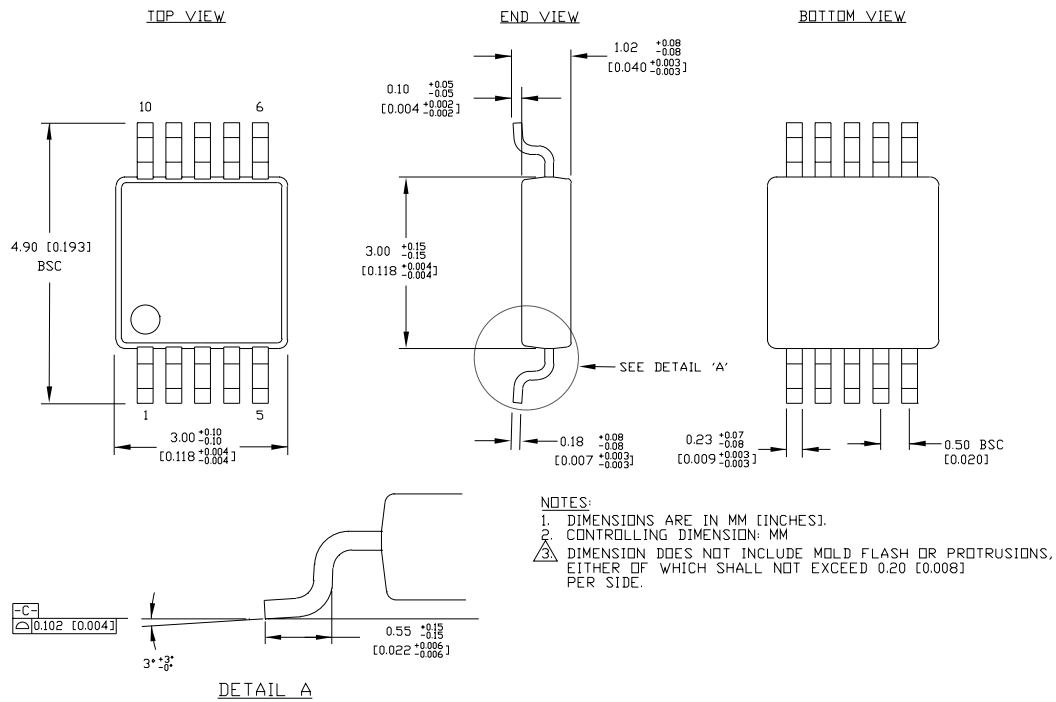 TOP VIEW
END VIEW
BOTTOM VIEW
1.02 +0.08 -0.08
[0.040 +0.003 -0.003]
0.10 +0.05 -0.05
[0.004 +0.002 -0.002]
10
6
4.90 [0.193]
BSC
3.00 +0.15 -0.15
[0.118 +0.004 -0.004]
SEE DETAIL 'A'
1
5
3.00 +0.10 -0.10
[0.118 +0.004 -0.004]
0.18 +0.08 -0.08
[0.007 +0.003 -0.003]
0.23 +0.07 -0.08
[0.009 +0.003 -0.003]
0.50 BSC
[0.020]
NOTES:
1. DIMENSIONS ARE IN MM [INCHES].
2. CONTROLLING DIMENSION: MM
3. DIMENSION DOES NOT INCLUDE MOLD FLASH OR PROTRUSIONS,
EITHER OF WHICH SHALL NOT EXCEED 0.20 [0.008]
PER SIDE.
-C-
⌓ 0.102 [0.004]
3° +3° -0°
0.55 +0.15 -0.15
[0.022 +0.006 -0.006]
DETAIL A